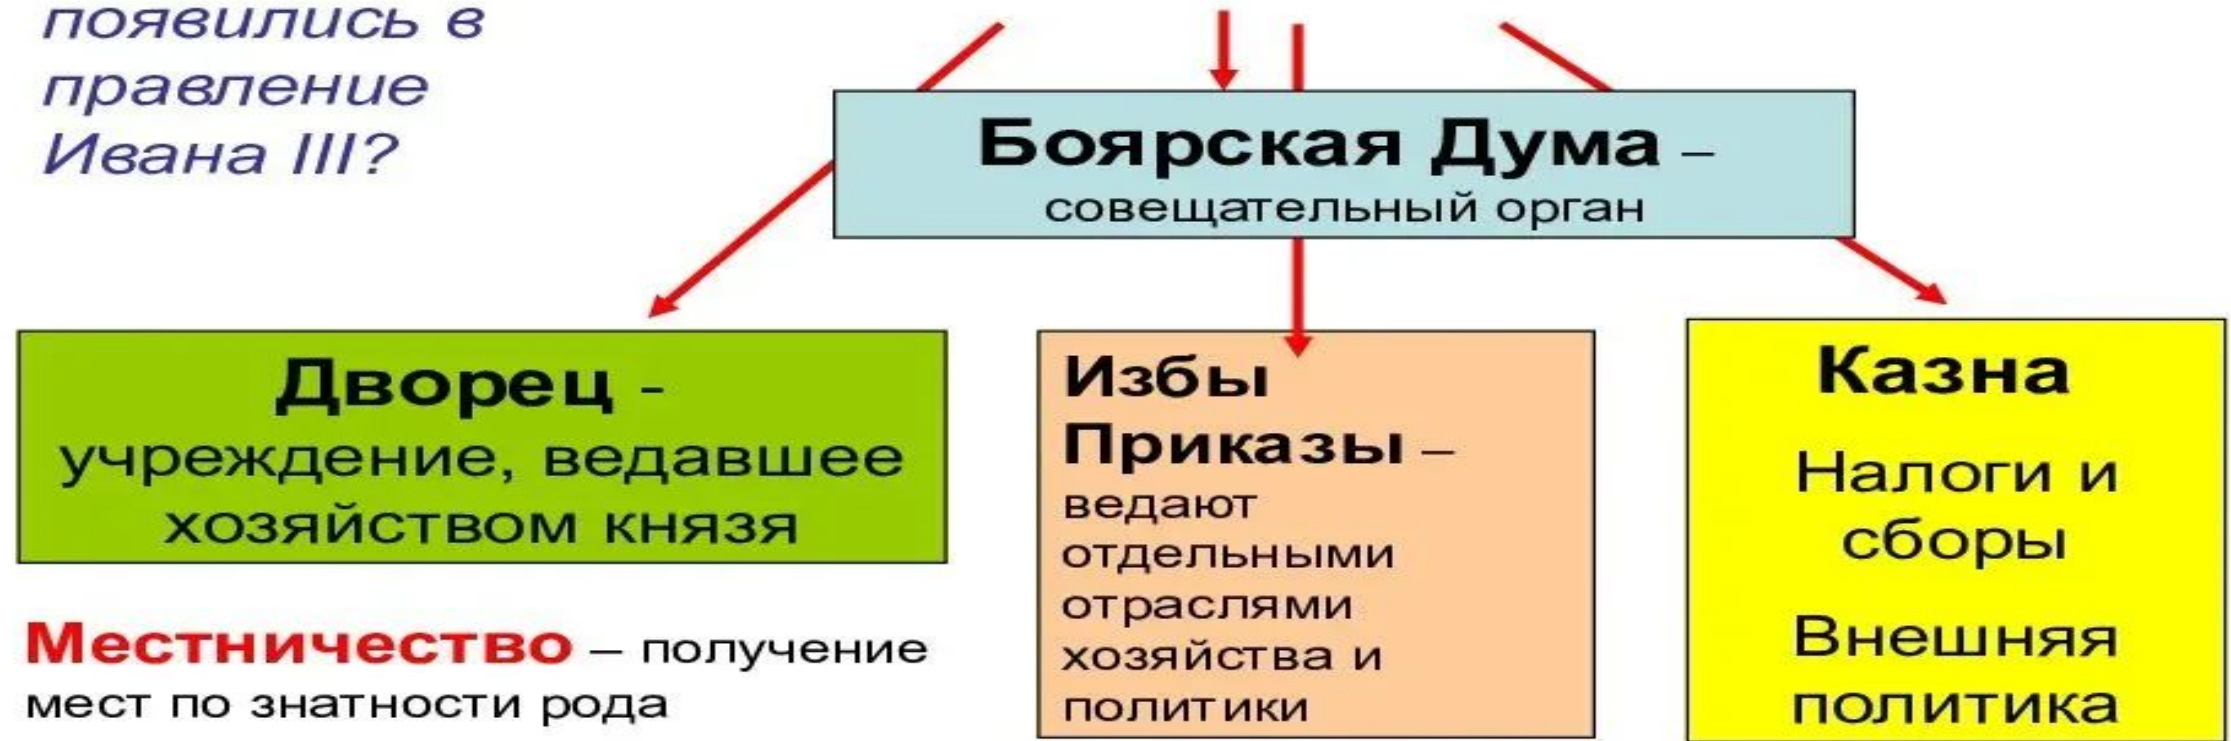 появились в
правление
Ивана III?
Боярская Дума –
совещательный орган
Дворец -
учреждение, ведавшее
хозяйством князя
Местничество – получение
мест по знатности рода
Избы
Приказы –
ведают
отдельными
отраслями
хозяйства и
политики
Казна
Налоги и
сборы
Внешняя
политика